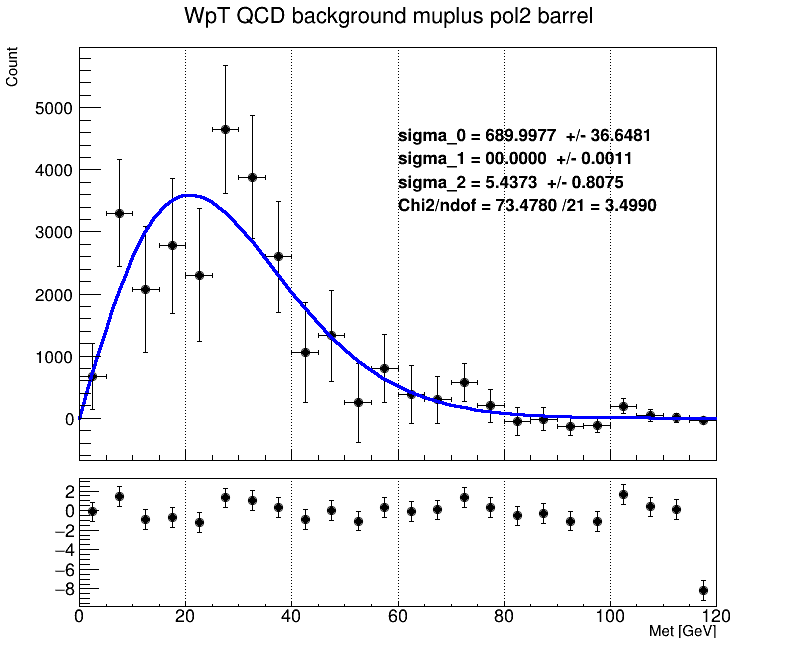 WpT QCD background muplus pol2 barrel
Count
5000
4000
3000
2000
1000
0
sigma_0 = 689.9977 +/- 36.6481
sigma_1 = 00.0000 +/- 0.0011
sigma_2 = 5.4373 +/- 0.8075
Chi2/ndof = 73.4780 /21 = 3.4990
2
0
−2
−4
−6
−8
0 20 40 60 80 100 120
Met [GeV]